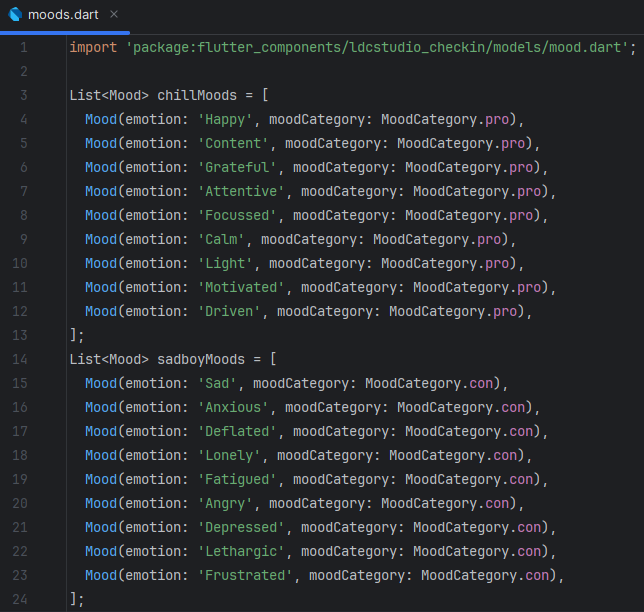 moods.dart ×
1 import 'package:flutter_components/ldcstudio_checkin/models/mood.dart';
2
3 List<Mood> chillMoods = [
4   Mood(emotion: 'Happy', moodCategory: MoodCategory.pro),
5   Mood(emotion: 'Content', moodCategory: MoodCategory.pro),
6   Mood(emotion: 'Grateful', moodCategory: MoodCategory.pro),
7   Mood(emotion: 'Attentive', moodCategory: MoodCategory.pro),
8   Mood(emotion: 'Focussed', moodCategory: MoodCategory.pro),
9   Mood(emotion: 'Calm', moodCategory: MoodCategory.pro),
10   Mood(emotion: 'Light', moodCategory: MoodCategory.pro),
11   Mood(emotion: 'Motivated', moodCategory: MoodCategory.pro),
12   Mood(emotion: 'Driven', moodCategory: MoodCategory.pro),
13 ];
14 List<Mood> sadboyMoods = [
15   Mood(emotion: 'Sad', moodCategory: MoodCategory.con),
16   Mood(emotion: 'Anxious', moodCategory: MoodCategory.con),
17   Mood(emotion: 'Deflated', moodCategory: MoodCategory.con),
18   Mood(emotion: 'Lonely', moodCategory: MoodCategory.con),
19   Mood(emotion: 'Fatigued', moodCategory: MoodCategory.con),
20   Mood(emotion: 'Angry', moodCategory: MoodCategory.con),
21   Mood(emotion: 'Depressed', moodCategory: MoodCategory.con),
22   Mood(emotion: 'Lethargic', moodCategory: MoodCategory.con),
23   Mood(emotion: 'Frustrated', moodCategory: MoodCategory.con),
24 ];